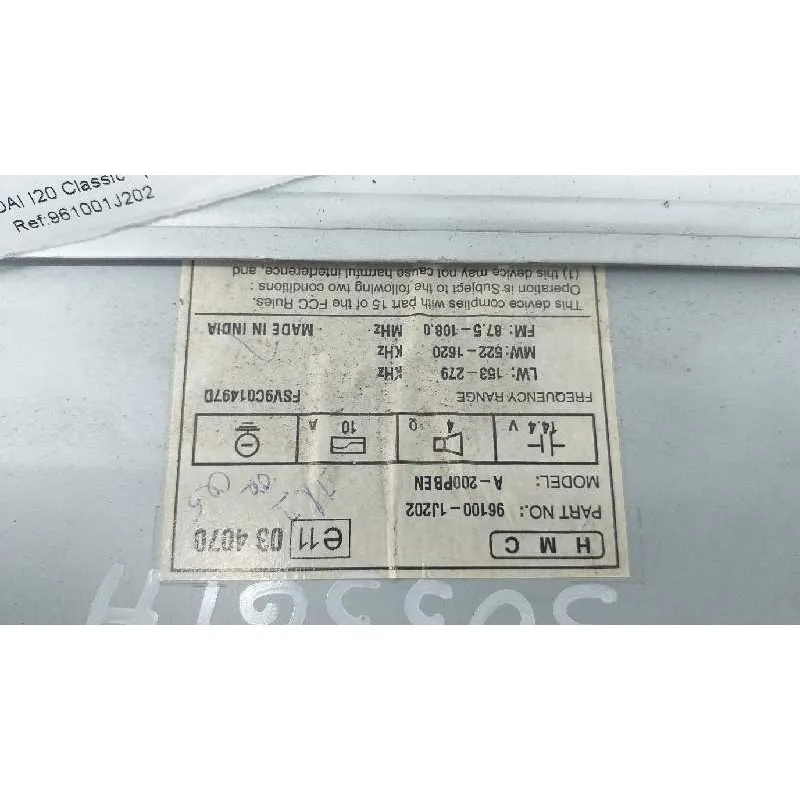 DAI I20 Classic
Ref:961001J202
HMC e11 03 4070
PART NO.: 96100-1J202
MODEL: A-200PBEN
14.4 V 4 Ω 10 A
FREQUENCY RANGE FSV9C01497D
LW: 153-279 KHz
MW:522-1620 KHz
FM: 87.5-108.0 MHz MADE IN INDIA
This device complies with part 15 of the FCC Rules.
Operation is Subject to the following two conditions :
(1) this device may not cause harmful interference, and